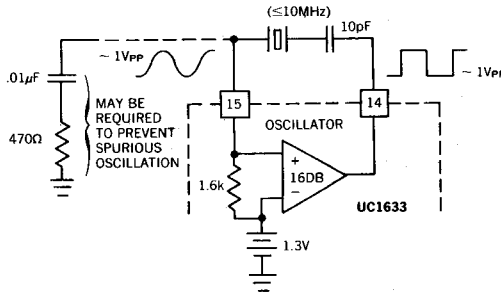 (≤10MHz)
10pF
~ 1VPP
.01μF
~ 1VP
MAY BE
REQUIRED
TO PREVENT
SPURIOUS
OSCILLATION
470Ω
15
14
OSCILLATOR
+
16DB
−
1.6k
UC1633
1.3V